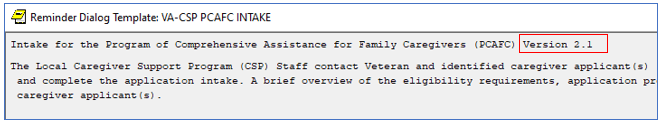 Reminder Dialog Template: VA-CSP PCAFC INTAKE
Intake for the Program of Comprehensive Assistance for Family Caregivers (PCAFC) Version 2.1
The Local Caregiver Support Program (CSP) Staff contact Veteran and identified caregiver applicant(s)
and complete the application intake. A brief overview of the eligibility requirements, application
caregiver applicant(s).